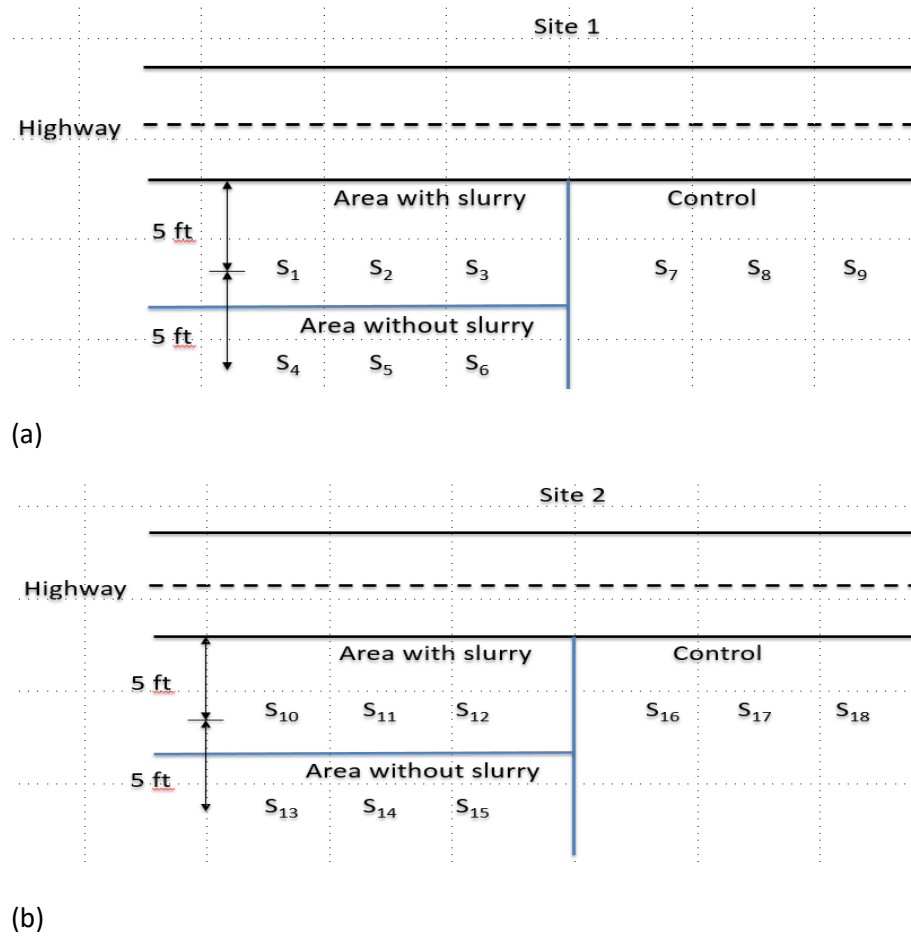 Site 1
Highway
Area with slurry Control
5 ft
S1 S2 S3 S7 S8 S9
Area without slurry
5 ft
S4 S5 S6
(a)
Site 2
Highway
Area with slurry Control
5 ft
S10 S11 S12 S16 S17 S18
Area without slurry
5 ft
S13 S14 S15
(b)